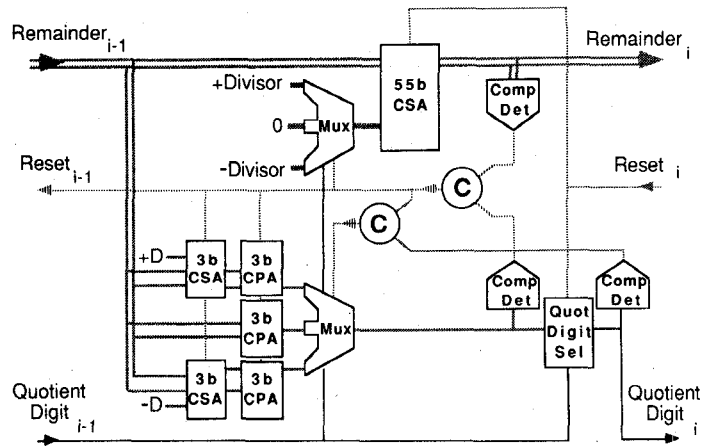 Remainder i-1
Remainder i
+Divisor
55b
CSA
Comp
Det
0
Mux
-Divisor
Reset i-1
Reset i
C
C
+D
3b
CSA
3b
CPA
Comp
Det
Comp
Det
3b
CPA
Mux
Quot
Digit
Sel
3b
CSA
3b
CPA
-D
Quotient
Digit i-1
Quotient
Digit i